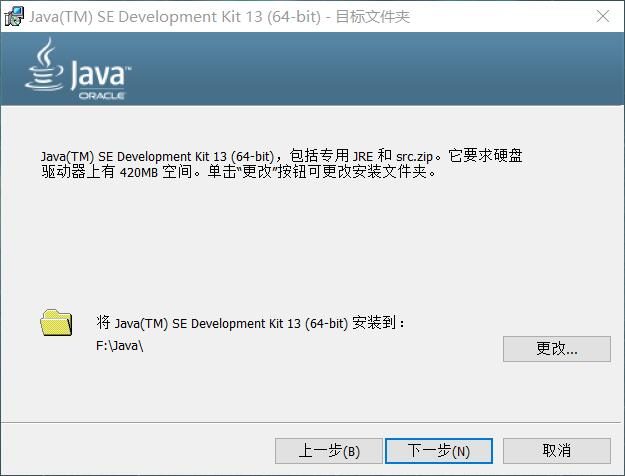 Java(TM) SE Development Kit 13 (64-bit) - 目标文件夹
Java™
ORACLE
Java(TM) SE Development Kit 13 (64-bit)，包括专用 JRE 和 src.zip。它要求硬盘
驱动器上有 420MB 空间。单击“更改”按钮可更改安装文件夹。
将 Java(TM) SE Development Kit 13 (64-bit) 安装到：
F:\Java\
更改...
上一步(B)
下一步(N)
取消